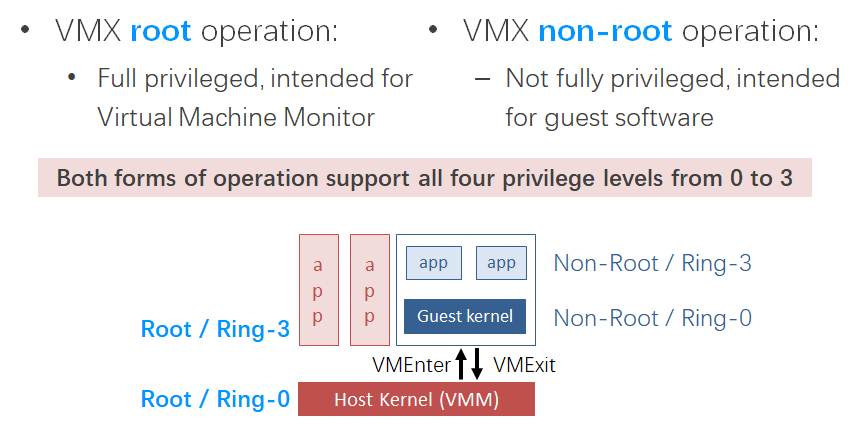 • VMX root operation:
• Full privileged, intended for
Virtual Machine Monitor
• VMX non-root operation:
– Not fully privileged, intended
for guest software
Both forms of operation support all four privilege levels from 0 to 3
app
app
app
app
Non-Root / Ring-3
Guest kernel
Non-Root / Ring-0
Root / Ring-3
VMEnter
VMExit
Root / Ring-0
Host Kernel (VMM)